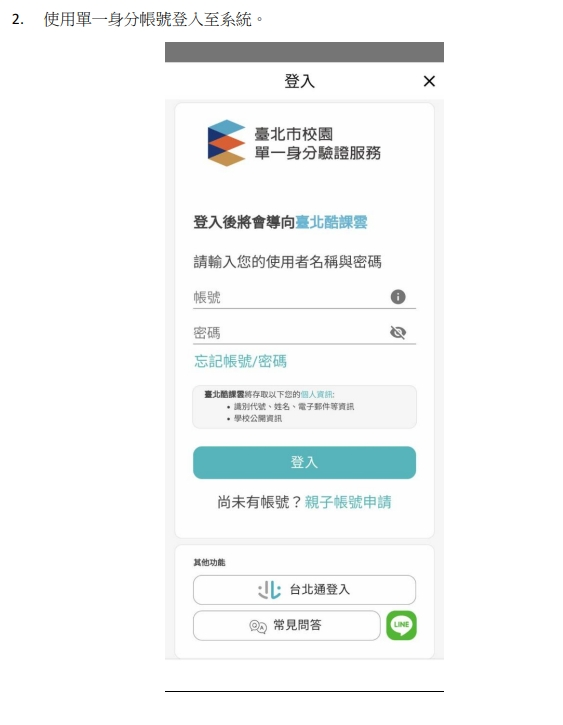 2. 使用單一身分帳號登入至系統。
登入
臺北市校園
單一身分驗證服務
登入後將會導向臺北酷課雲
請輸入您的使用者名稱與密碼
帳號
密碼
忘記帳號/密碼
臺北酷課雲將存取以下您的個人資訊:
• 識別代號、姓名、電子郵件等資訊
• 學校公開資訊
登入
尚未有帳號？親子帳號申請
其他功能
台北通登入
Q A 常見問答
LINE